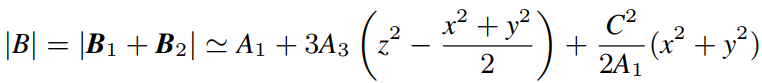 |B| = |B₁ + B₂| ≃ A₁ + 3A₃ (z² − (x² + y²)/2) + C²/2A₁ (x² + y²)